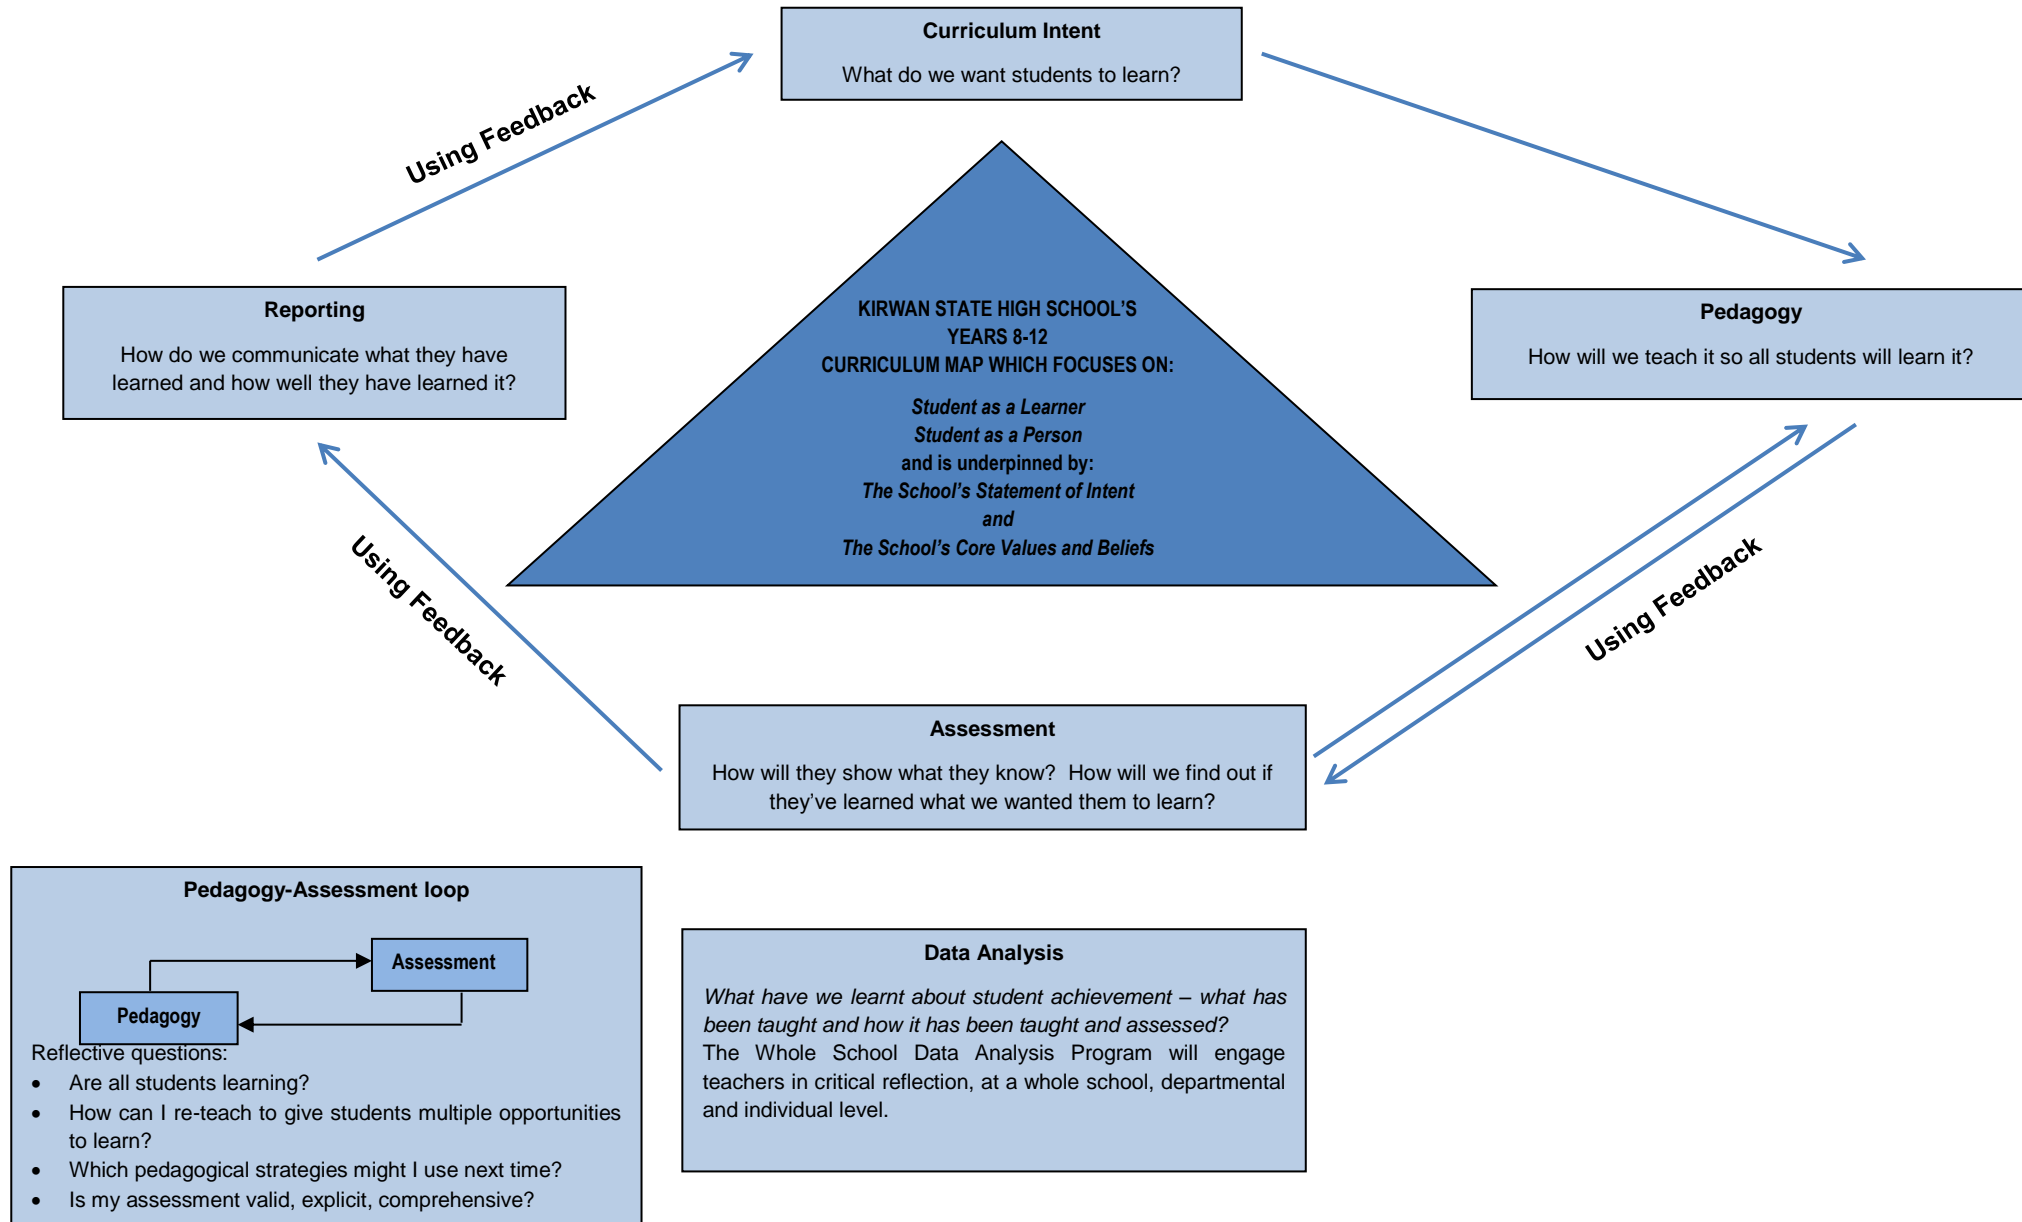 Curriculum Intent
What do we want students to learn?
Using Feedback
Reporting
How do we communicate what they have
learned and how well they have learned it?
KIRWAN STATE HIGH SCHOOL'S
YEARS 8-12
CURRICULUM MAP WHICH FOCUSES ON:
Student as a Learner
Student as a Person
and is underpinned by:
The School's Statement of Intent
and
The School's Core Values and Beliefs
Pedagogy
How will we teach it so all students will learn it?
Using Feedback
Using Feedback
Assessment
How will they show what they know?  How will we find out if
they've learned what we wanted them to learn?
Pedagogy-Assessment loop
Assessment
Pedagogy
Reflective questions:
• Are all students learning?
• How can I re-teach to give students multiple opportunities
to learn?
• Which pedagogical strategies might I use next time?
• Is my assessment valid, explicit, comprehensive?
Data Analysis
What have we learnt about student achievement – what has
been taught and how it has been taught and assessed?
The Whole School Data Analysis Program will engage
teachers in critical reflection, at a whole school, departmental
and individual level.